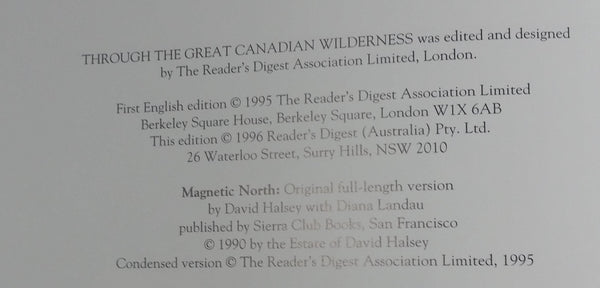 THROUGH THE GREAT CANADIAN WILDERNESS was edited and designed
by The Reader's Digest Association Limited, London.
First English edition © 1995 The Reader's Digest Association Limited
Berkeley Square House, Berkeley Square, London W1X 6AB
This edition © 1996 Reader's Digest (Australia) Pty. Ltd.
26 Waterloo Street, Surry Hills, NSW 2010
Magnetic North: Original full-length version
by David Halsey with Diana Landau
published by Sierra Club Books, San Francisco
© 1990 by the Estate of David Halsey
Condensed version © The Reader's Digest Association Limited, 1995